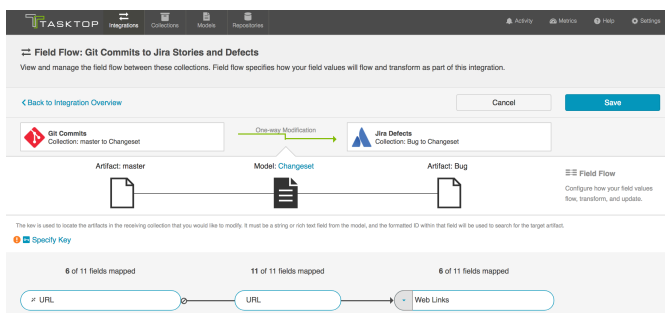 TASKTOP
Integrations
Collections
Models
Repositories
Activity
Metrics
Help
Settings
Field Flow: Git Commits to Jira Stories and Defects
View and manage the field flow between these collections. Field flow specifies how your field values will flow and transform as part of this integration.
Back to Integration Overview
Cancel
Save
Git Commits
Collection: master to Changeset
One-way Modification
Jira Defects
Collection: Bug to Changeset
Artifact: master
Model: Changeset
Artifact: Bug
Field Flow
Configure how your field values
flow, transform, and update.
The key is used to locate the artifacts in the receiving collection that you would like to modify. It must be a string or rich text field from the model, and the formatted ID within that field will be used to search for the target artifact.
Specify Key
6 of 11 fields mapped
11 of 11 fields mapped
6 of 11 fields mapped
URL
URL
Web Links